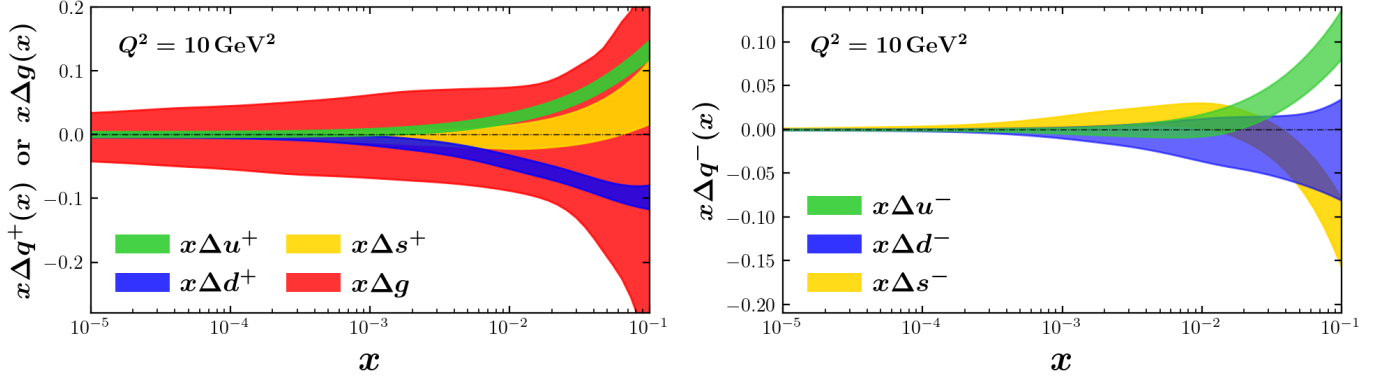 xΔq⁺(x) or xΔg(x)
0.2
0.1
0.0
−0.1
−0.2
Q² = 10 GeV²
xΔu⁺
xΔs⁺
xΔd⁺
xΔg
10⁻⁵
10⁻⁴
10⁻³
10⁻²
10⁻¹
x
xΔq⁻(x)
0.10
0.05
0.00
−0.05
−0.10
−0.15
−0.20
Q² = 10 GeV²
xΔu⁻
xΔd⁻
xΔs⁻
10⁻⁵
10⁻⁴
10⁻³
10⁻²
10⁻¹
x